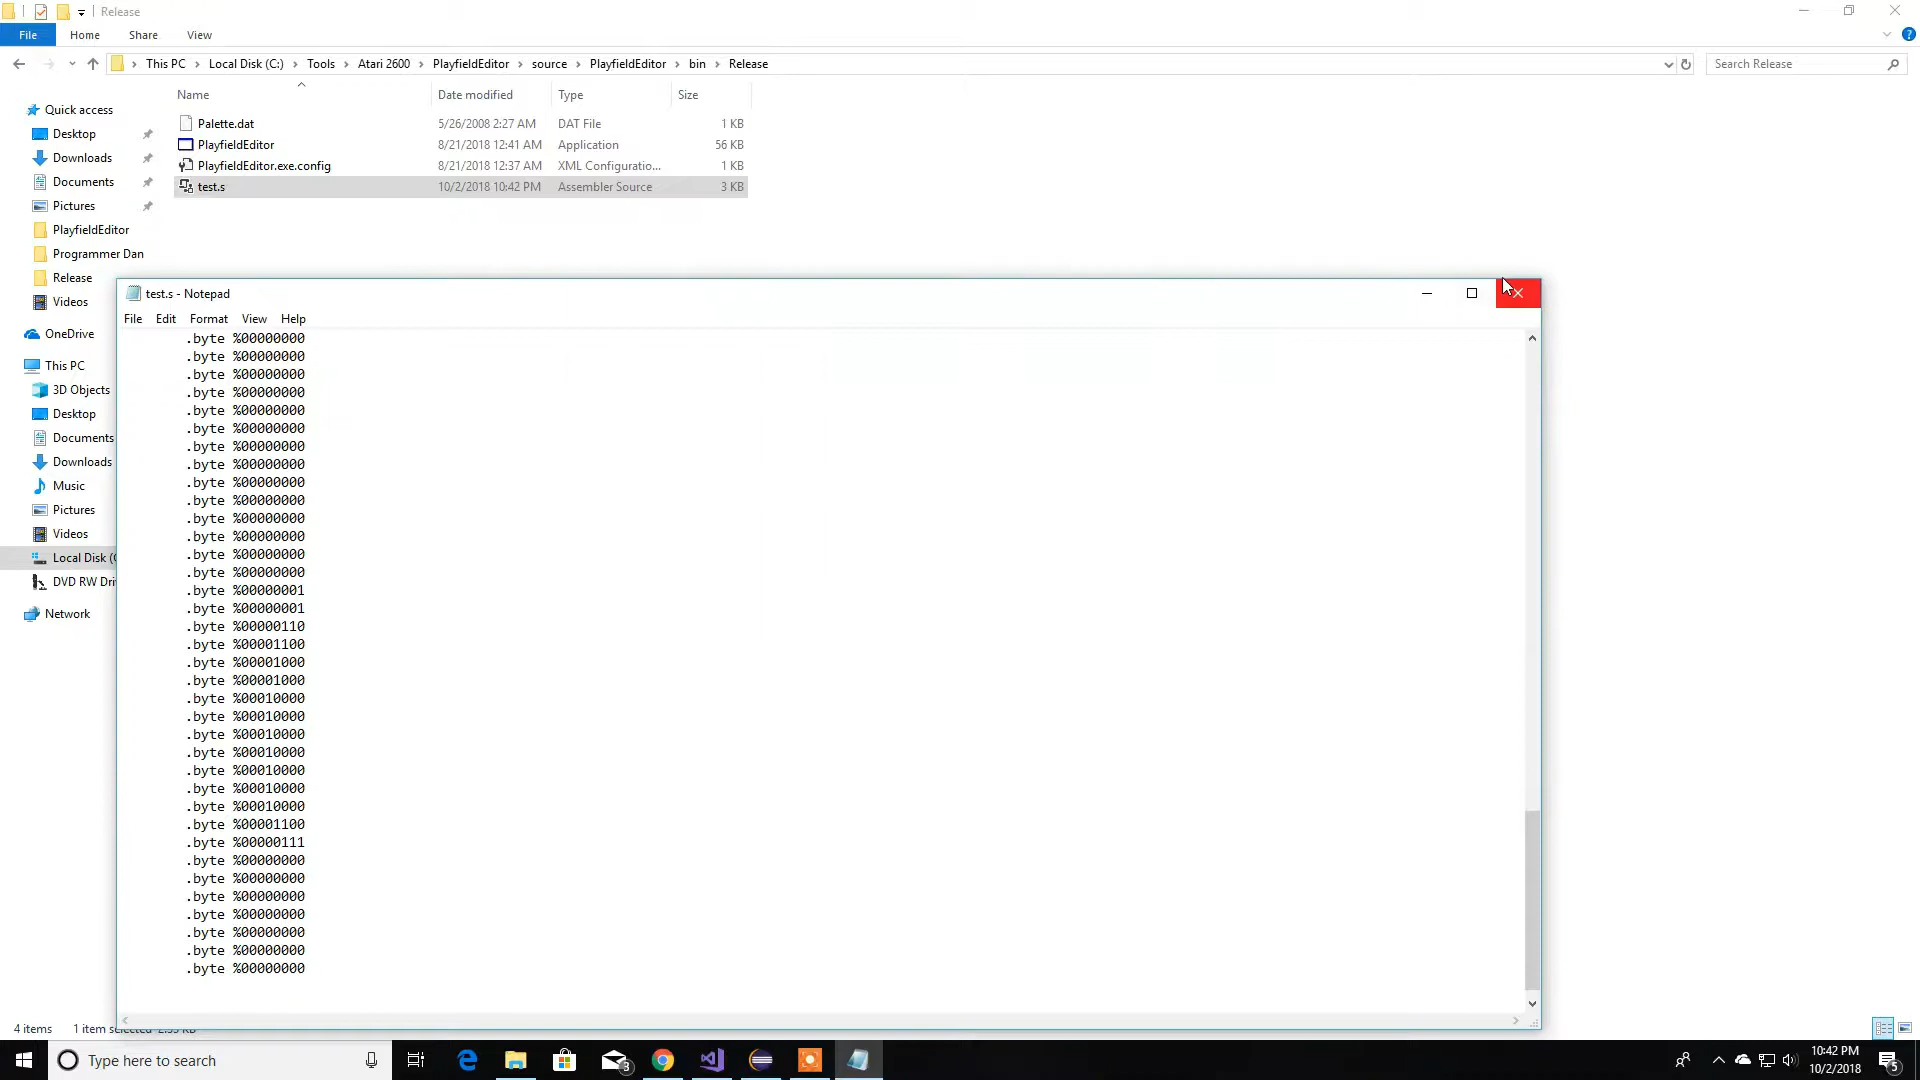 Release
File Home Share View
This PC Local Disk (C:) Tools Atari 2600 PlayfieldEditor source PlayfieldEditor bin Release
Search Release
Name Date modified Type Size
Palette.dat 5/26/2008 2:27 AM DAT File 1 KB
PlayfieldEditor 8/21/2018 12:41 AM Application 56 KB
PlayfieldEditor.exe.config 8/21/2018 12:37 AM XML Configuratio... 1 KB
test.s 10/2/2018 10:42 PM Assembler Source 3 KB
Quick access
Desktop
Downloads
Documents
Pictures
PlayfieldEditor
Programmer Dan
Release
Videos
OneDrive
This PC
3D Objects
Desktop
Documents
Downloads
Music
Pictures
Videos
Local Disk (
DVD RW Dri
Network
test.s - Notepad
File Edit Format View Help
.byte %00000000
.byte %00000000
.byte %00000000
.byte %00000000
.byte %00000000
.byte %00000000
.byte %00000000
.byte %00000000
.byte %00000000
.byte %00000000
.byte %00000000
.byte %00000000
.byte %00000000
.byte %00000000
.byte %00000001
.byte %00000001
.byte %00000110
.byte %00001100
.byte %00001000
.byte %00001000
.byte %00010000
.byte %00010000
.byte %00010000
.byte %00010000
.byte %00010000
.byte %00010000
.byte %00010000
.byte %00001100
.byte %00000111
.byte %00000000
.byte %00000000
.byte %00000000
.byte %00000000
.byte %00000000
.byte %00000000
.byte %00000000
4 items 1 item selected
Type here to search
3
10:42 PM
10/2/2018
5